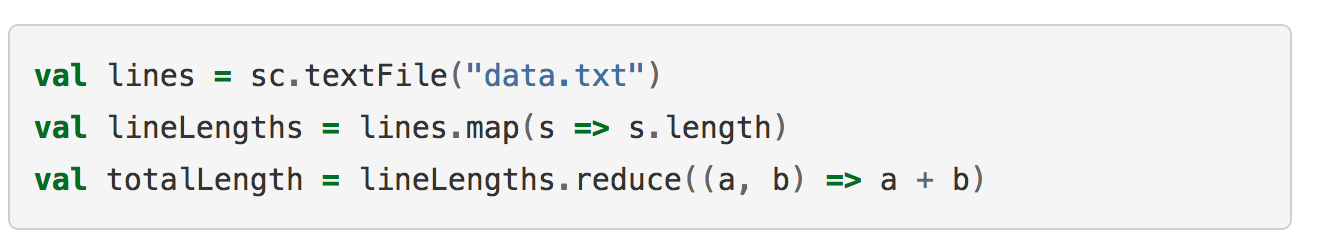 val lines = sc.textFile("data.txt")
val lineLengths = lines.map(s => s.length)
val totalLength = lineLengths.reduce((a, b) => a + b)